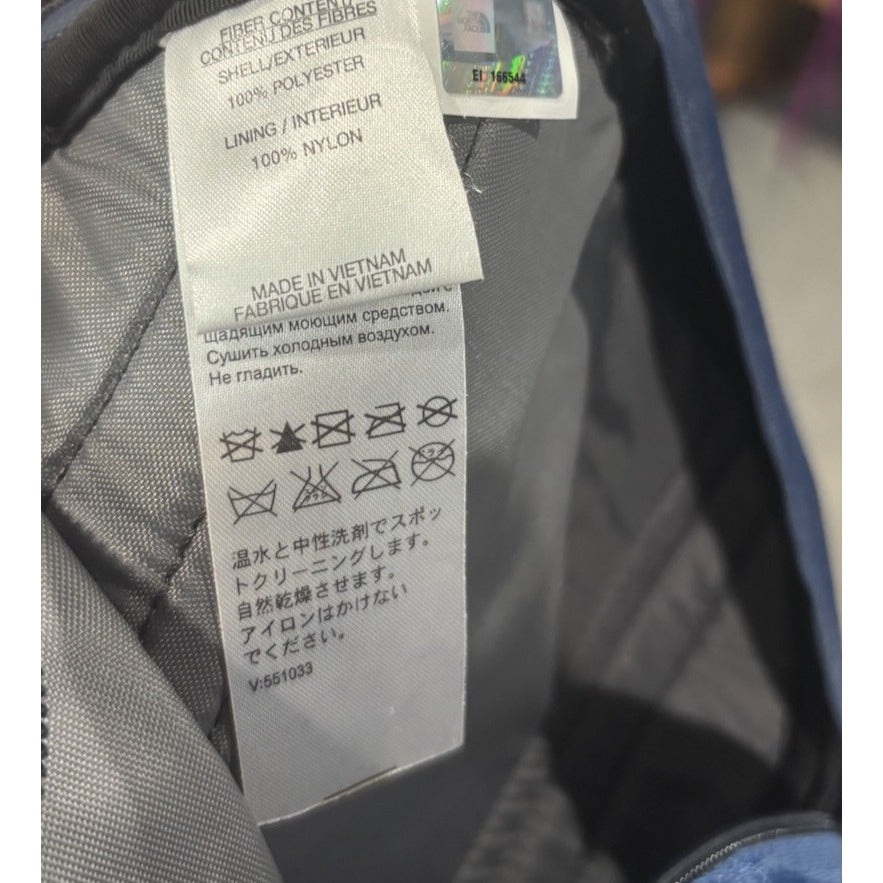 FIBER CONTENT
CONTENU DES FIBRES
SHELL/EXTERIEUR
100% POLYESTER
LINING / INTERIEUR
100% NYLON
MADE IN VIETNAM
FABRIQUE EN VIETNAM
щадящим моющим средством.
Сушить холодным воздухом.
Не гладить.
温水と中性洗剤でスポッ
トクリーニングします。
自然乾燥させます。
アイロンはかけない
でください。
V:551033
166544